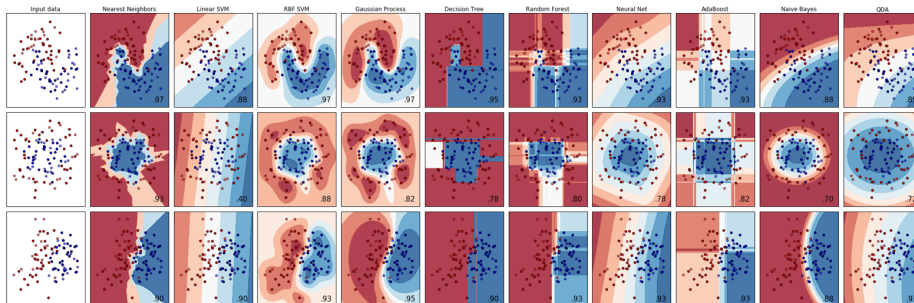 Input data Nearest Neighbors Linear SVM RBF SVM Gaussian Process Decision Tree Random Forest Neural Net AdaBoost Naive Bayes QDA
.97 .88 .97 .97 .95 .93 .93 .93 .88 .85
.93 .40 .88 .82 .78 .80 .78 .82 .70 .72
.90 .90 .93 .95 .90 .93 .93 .93 .88